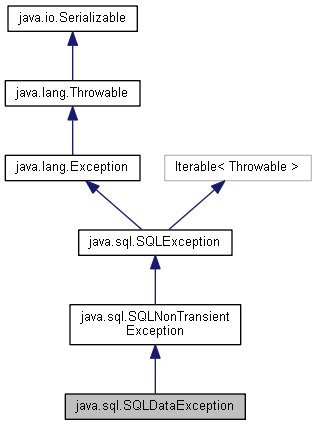 java.io.Serializable
java.lang.Throwable
java.lang.Exception
Iterable< Throwable >
java.sql.SQLException
java.sql.SQLNonTransient
Exception
java.sql.SQLDataException